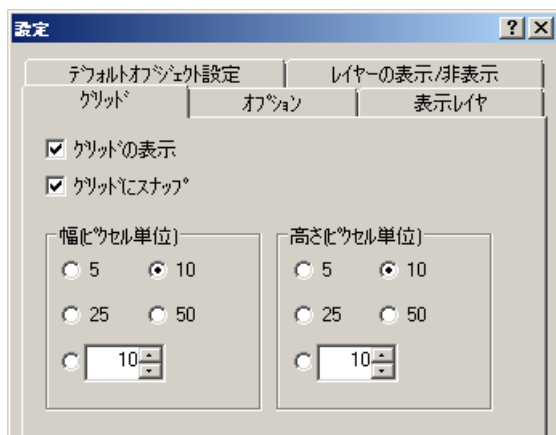 設定
デフォルトオブジェクト設定 レイヤーの表示/非表示
グリッド オプション 表示レイヤ
グリッドの表示
グリッドにスナップ
幅(ピクセル単位) 高さ(ピクセル単位)
5 10 5 10
25 50 25 50
10 10